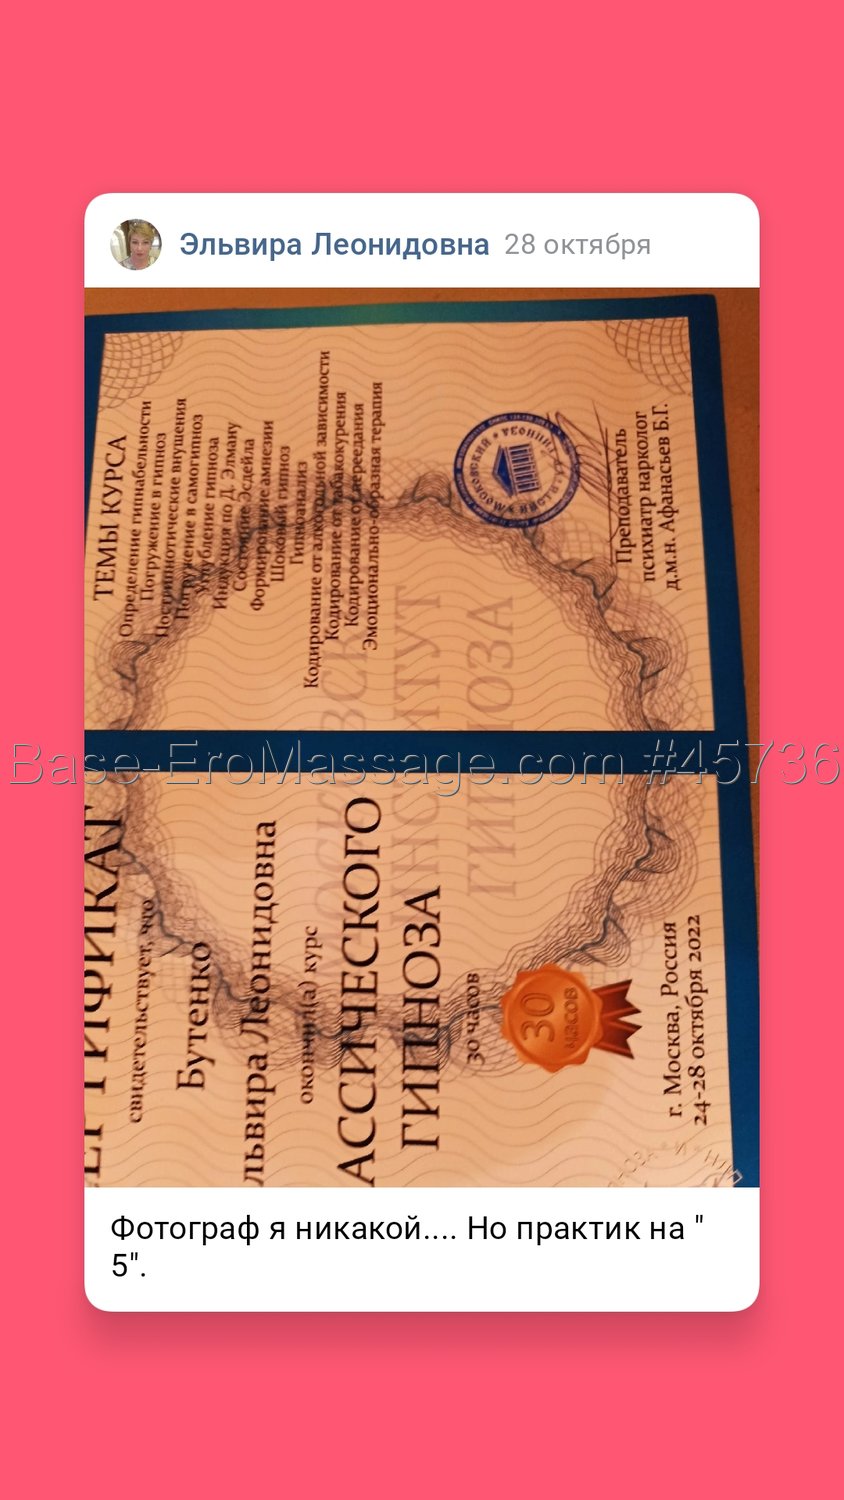 Эльвира Леонидовна 28 октября
ТЕМЫ КУРСА
Определение гипнабельности
Погружение в гипноз
Постгипнотические внушения
Погружение в самогипноз
Углубление гипноза
Индукция по Д. Элману
Состояние Эсдейла
Формирование амнезии
Шоковый гипноз
Гипноанализ
Кодирование от алкогольной зависимости
Кодирование от табакокурения
Кодирование от переедания
Эмоционально-образная терапия
Преподаватель
психиатр нарколог
д.м.н. Афанасьев Б.Г.
Base-EroMassage.com #45736
ЕРТИФИКАТ
свидетельствует, что
Бутенко
львира Леонидовна
окончил(а) курс
АССИЧЕСКОГО
ГИПНОЗА
30 часов
30
часов
г. Москва, Россия
24-28 октября 2022
Фотограф я никакой.... Но практик на "
5".